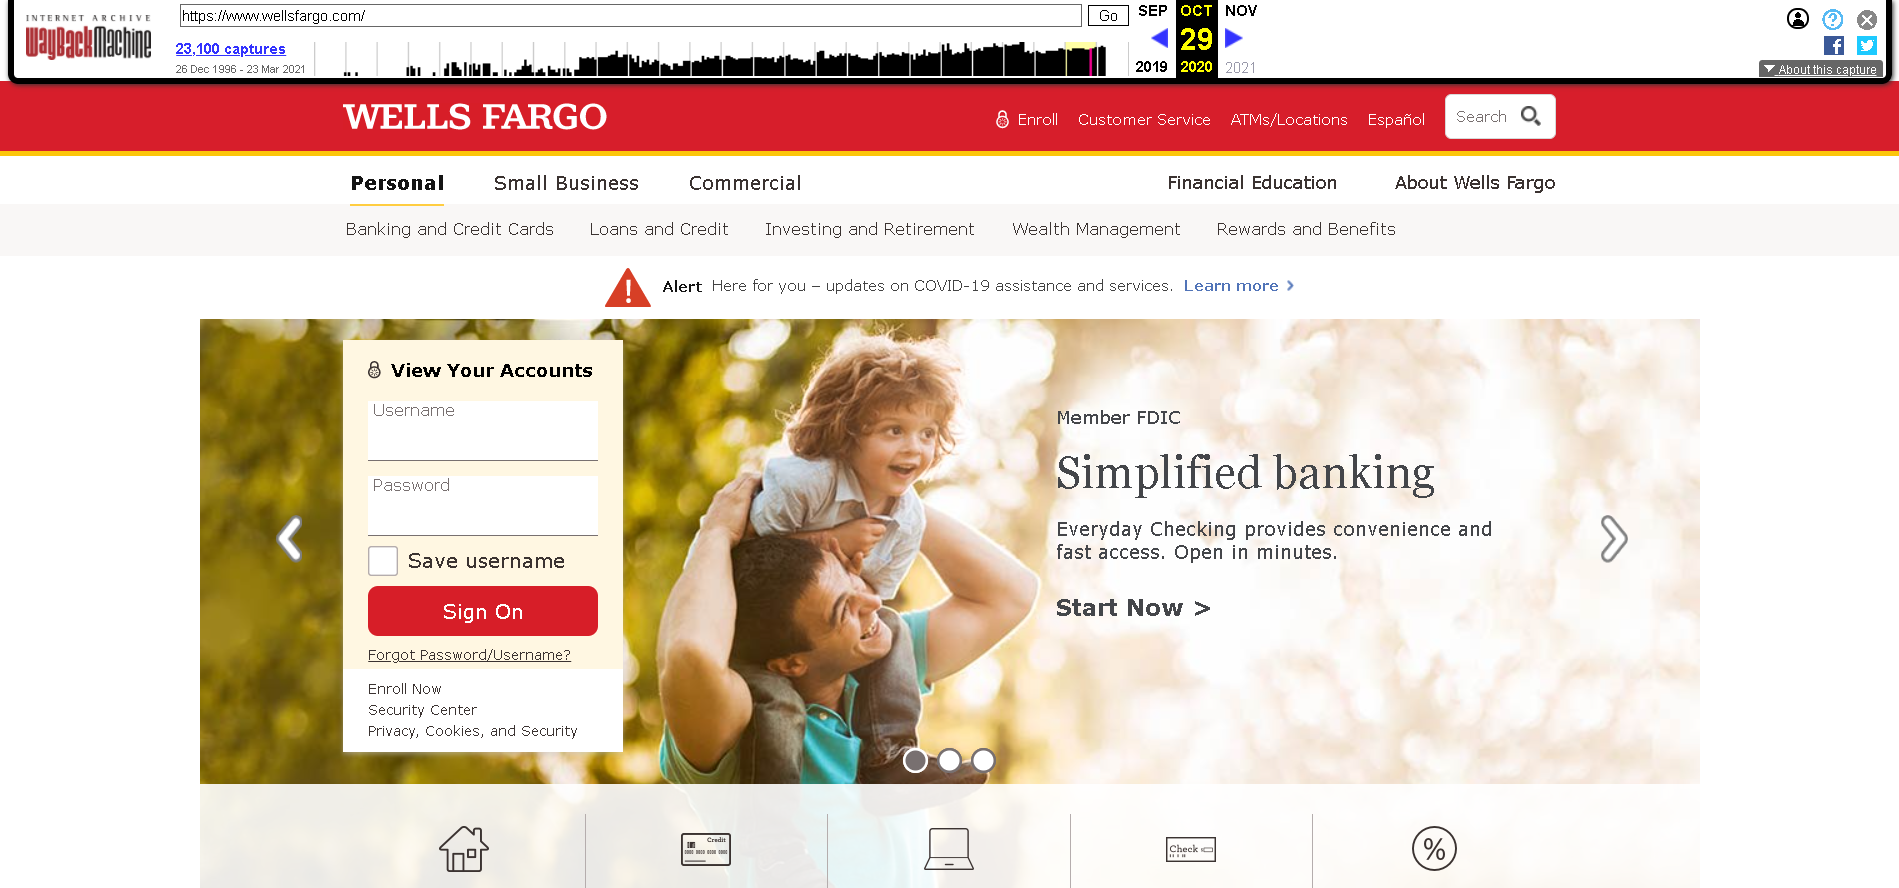 INTERNET ARCHIVE
WayBackMachine
https://www.wellsfargo.com/
Go
SEP OCT NOV
23,100 captures
29
26 Dec 1996 - 23 Mar 2021
2019 2020 2021
About this capture
WELLS FARGO
Enroll Customer Service ATMs/Locations Español Search
Personal Small Business Commercial Financial Education About Wells Fargo
Banking and Credit Cards Loans and Credit Investing and Retirement Wealth Management Rewards and Benefits
Alert Here for you – updates on COVID-19 assistance and services. Learn more
View Your Accounts
Username
Password
Save username
Sign On
Forgot Password/Username?
Enroll Now
Security Center
Privacy, Cookies, and Security
Member FDIC
Simplified banking
Everyday Checking provides convenience and
fast access. Open in minutes.
Start Now >
Credit
Check
%